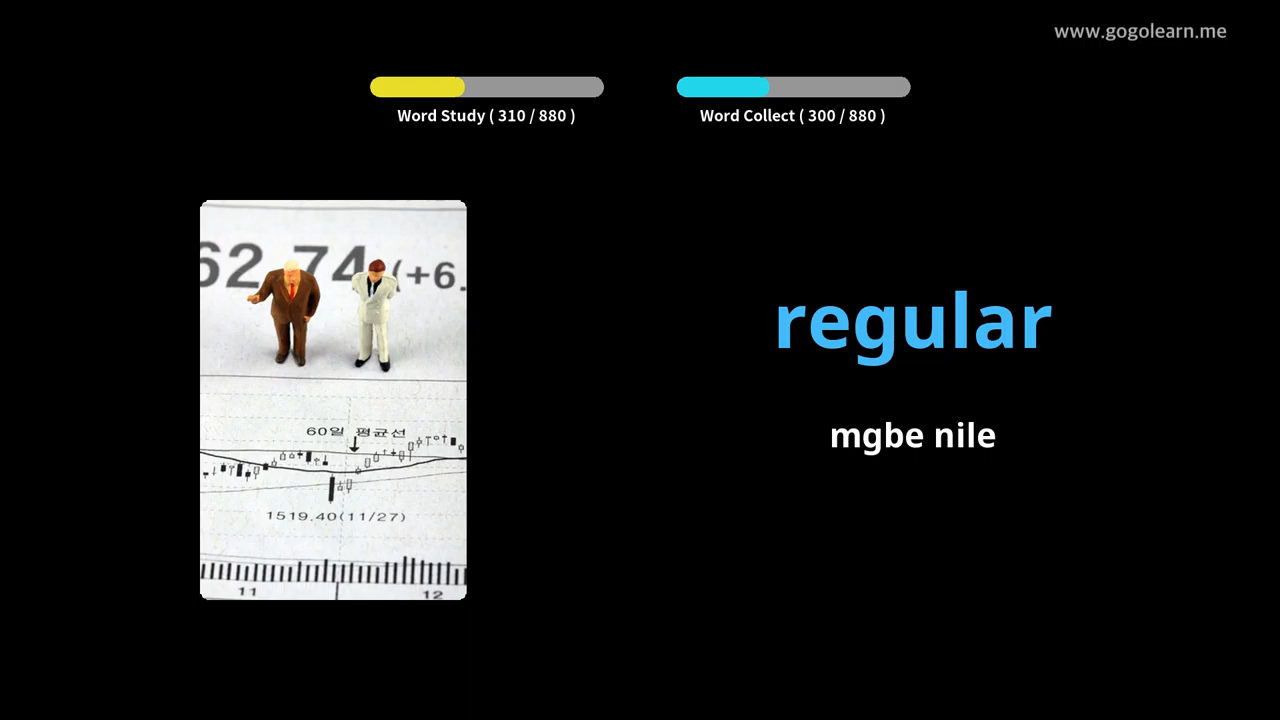 www.gogolearn.me
Word Study ( 310 / 880 )
Word Collect ( 300 / 880 )
62.74 (+6.
60일 평균선
1519.40(11/27)
11
12
regular
mgbe nile